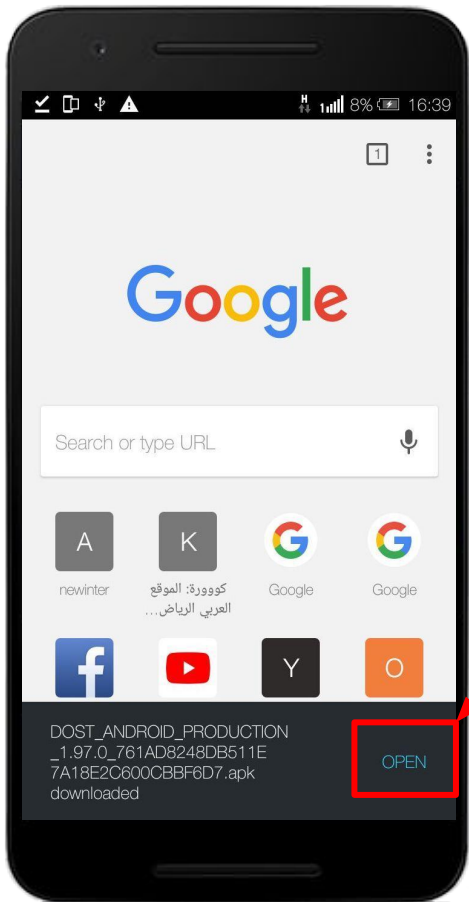 H 8% 16:39
1
Google
Search or type URL
A K
newinter كووورة: الموقع Google Google
العربي الرياض...
Y O
DOST_ANDROID_PRODUCTION
_1.97.0_761AD8248DB511E
7A18E2C600CBBF6D7.apk
downloaded
OPEN